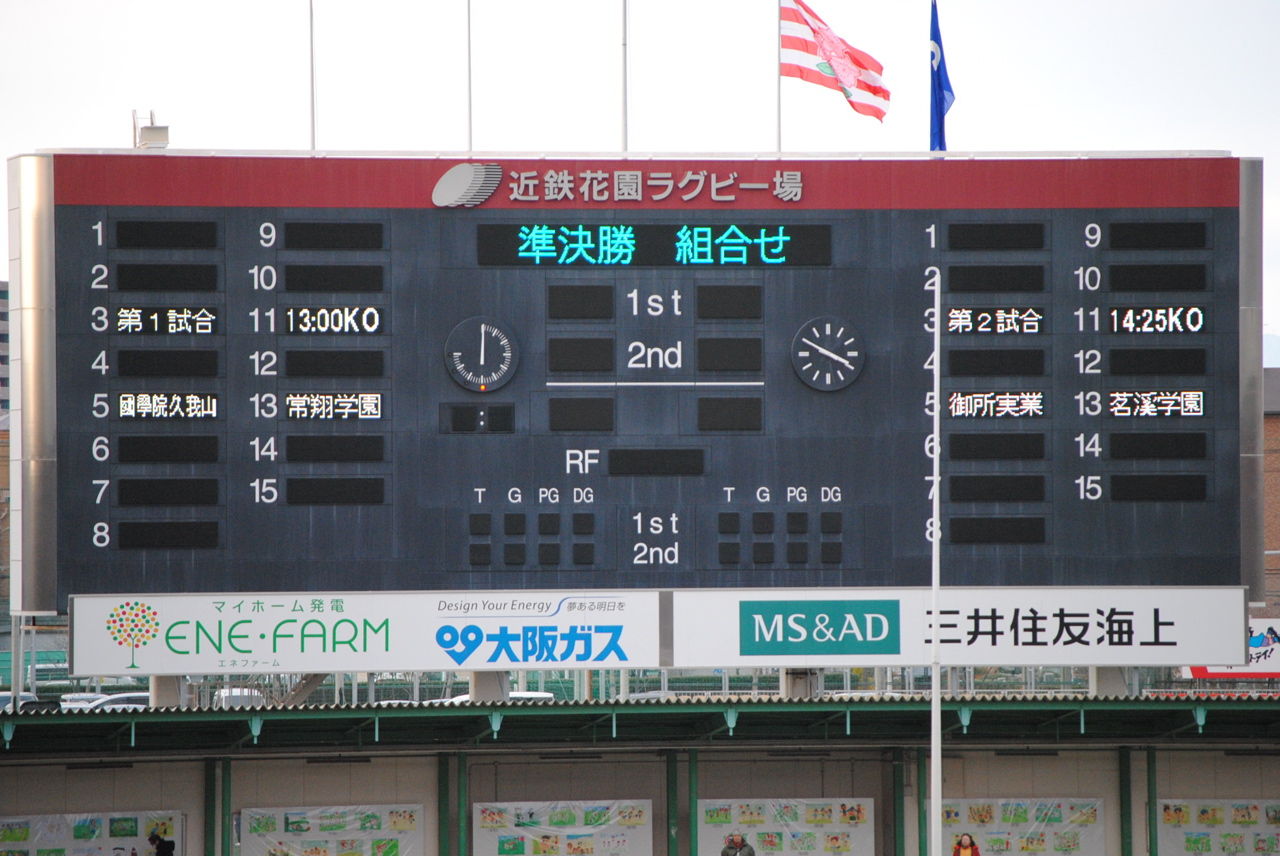 近鉄花園ラグビー場
準決勝 組合せ
1 9
2 10
3 第1試合 11 13:00KO
4 12
5 國學院久我山 13 常翔学園
6 14
7 15
8
1st
2nd
RF
T G PG DG T G PG DG
1st
2nd
1 9
2 10
3 第2試合 11 14:25KO
4 12
5 御所実業 13 茗溪学園
6 14
7 15
8
マイホーム発電
ENE・FARM
エネファーム
Design Your Energy 夢ある明日を
大阪ガス
MS&AD 三井住友海上